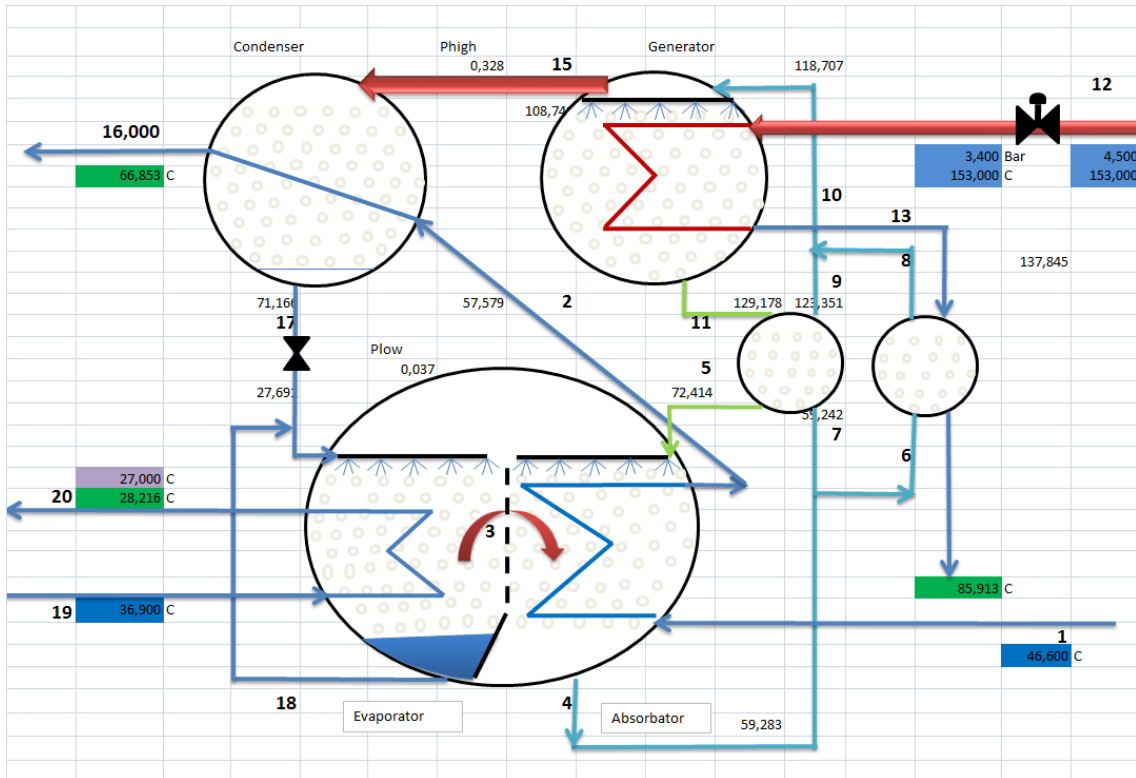 Condenser Phigh Generator
0,328 15 118,707
12
108,74
16,000
3,400 Bar 4,500
66,853 C 153,000 C 153,000
10
13
8 137,845
9
71,166 57,579 2 129,178 123,351
17 11
Plow
0,037 5
27,691 72,414 59,242
7
6
27,000 C
20 28,216 C
3
85,913 C
19 36,900 C
1
46,600 C
18 4
Evaporator Absorbator 59,283